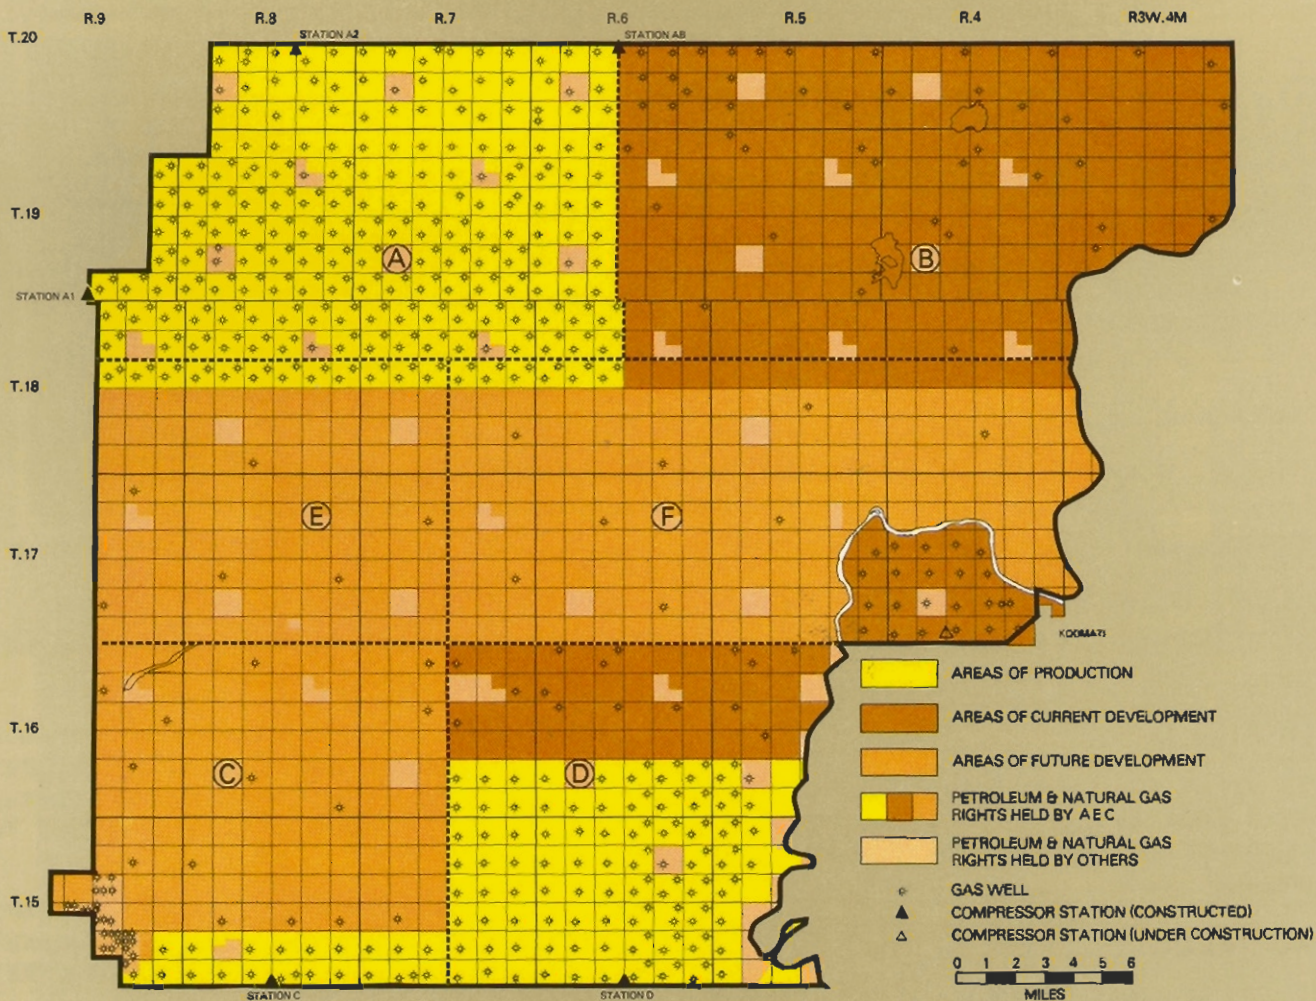 R.9 R.8 R.7 R.6 R.5 R.4 R3W.4M
T.20
STATION A2
STATION AB
T.19
A
B
STATION A1
T.18
E
F
T.17
KOOMATI
AREAS OF PRODUCTION
AREAS OF CURRENT DEVELOPMENT
T.16
AREAS OF FUTURE DEVELOPMENT
C
D
PETROLEUM & NATURAL GAS
RIGHTS HELD BY AEC
PETROLEUM & NATURAL GAS
RIGHTS HELD BY OTHERS
GAS WELL
T.15
COMPRESSOR STATION (CONSTRUCTED)
COMPRESSOR STATION (UNDER CONSTRUCTION)
0 1 2 3 4 5 6
MILES
STATION C
STATION D